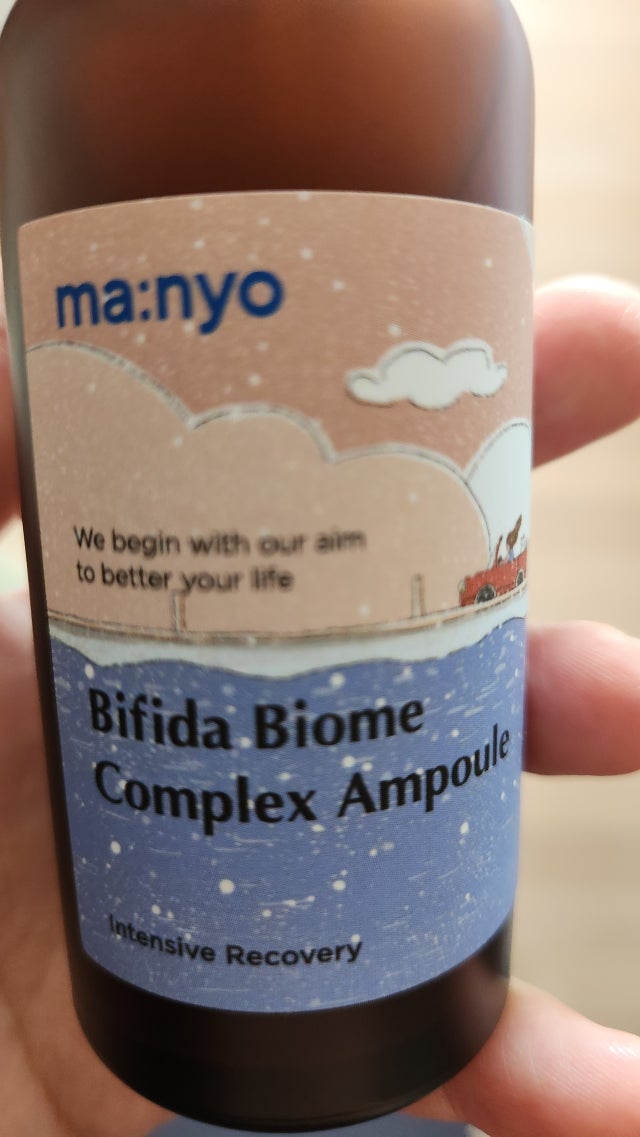 ma:nyo
We begin with our aim
to better your life
Bifida Biome
Complex Ampoule
Intensive Recovery